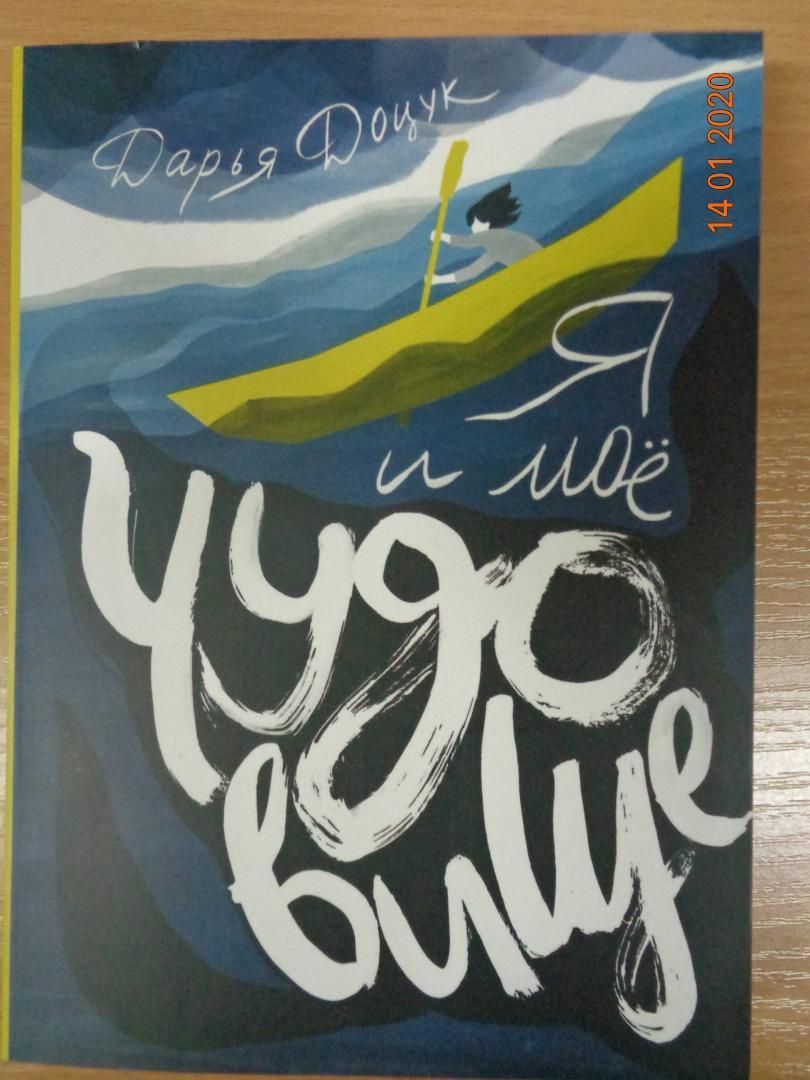 Дарья Доцук
14 01 2020
Я
и моё
чудо
вище